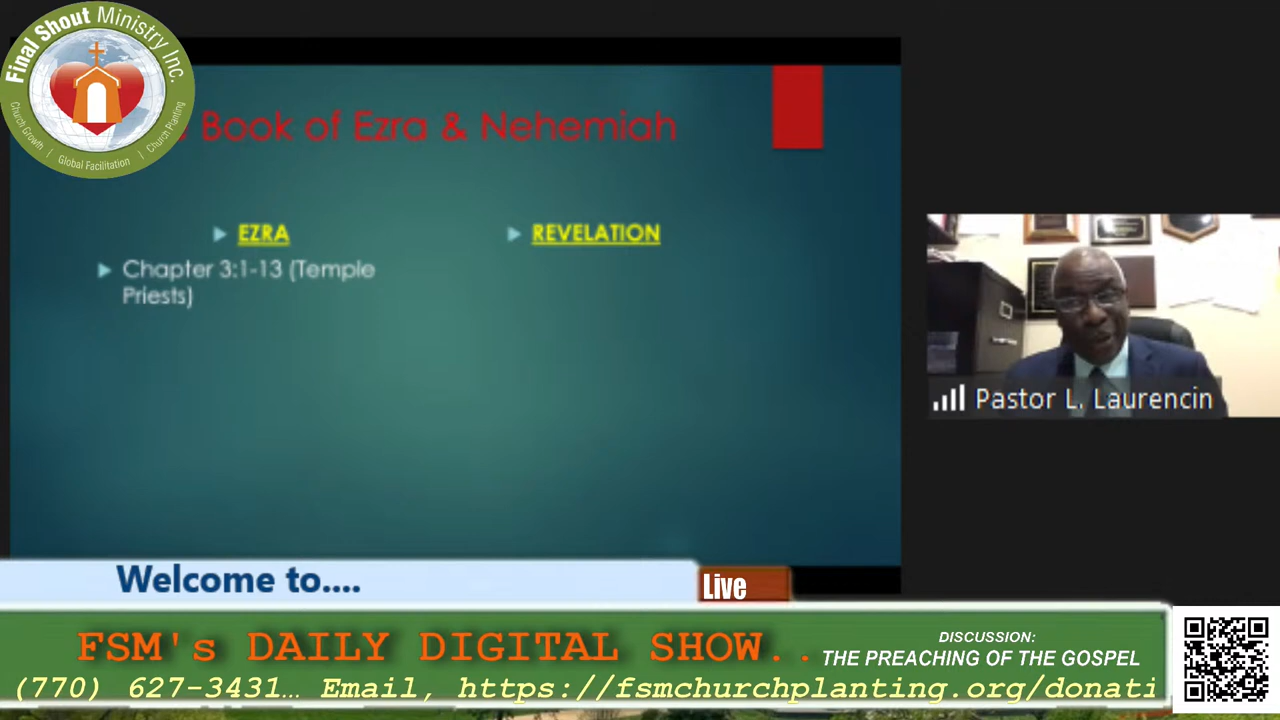 Final Shout Ministry Inc.
Church Growth | Global Facilitation | Church Planting
Book of Ezra & Nehemiah
EZRA
Chapter 3:1-13 (Temple
Priests)
REVELATION
Pastor L. Laurencin
Welcome to....
Live
FSM's DAILY DIGITAL SHOW..
DISCUSSION:
THE PREACHING OF THE GOSPEL
(770) 627-3431… Email, https://fsmchurchplanting.org/donati